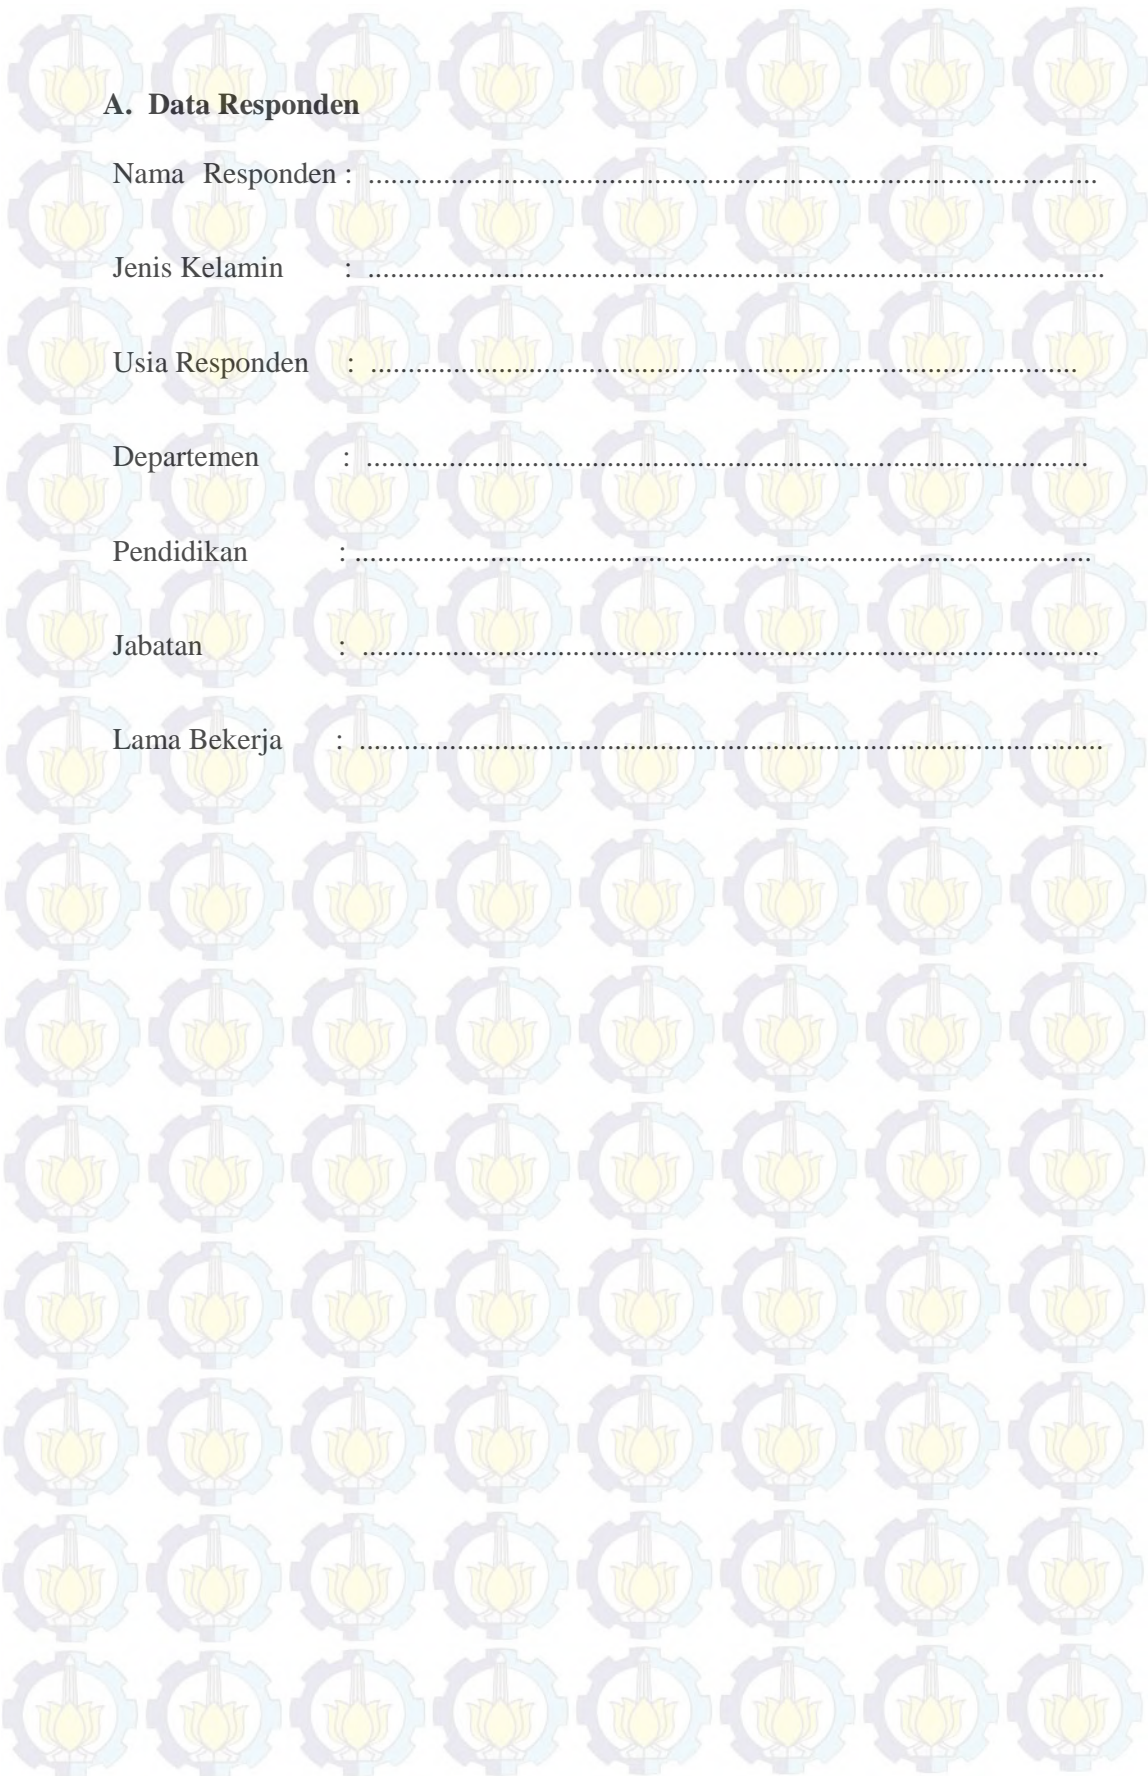 A. Data Responden
Nama Responden : ..................................................................................................
Jenis Kelamin : ...................................................................................................
Usia Responden : ...............................................................................................
Departemen : .................................................................................................
Pendidikan : ...................................................................................................
Jabatan : ...................................................................................................
Lama Bekerja : ....................................................................................................